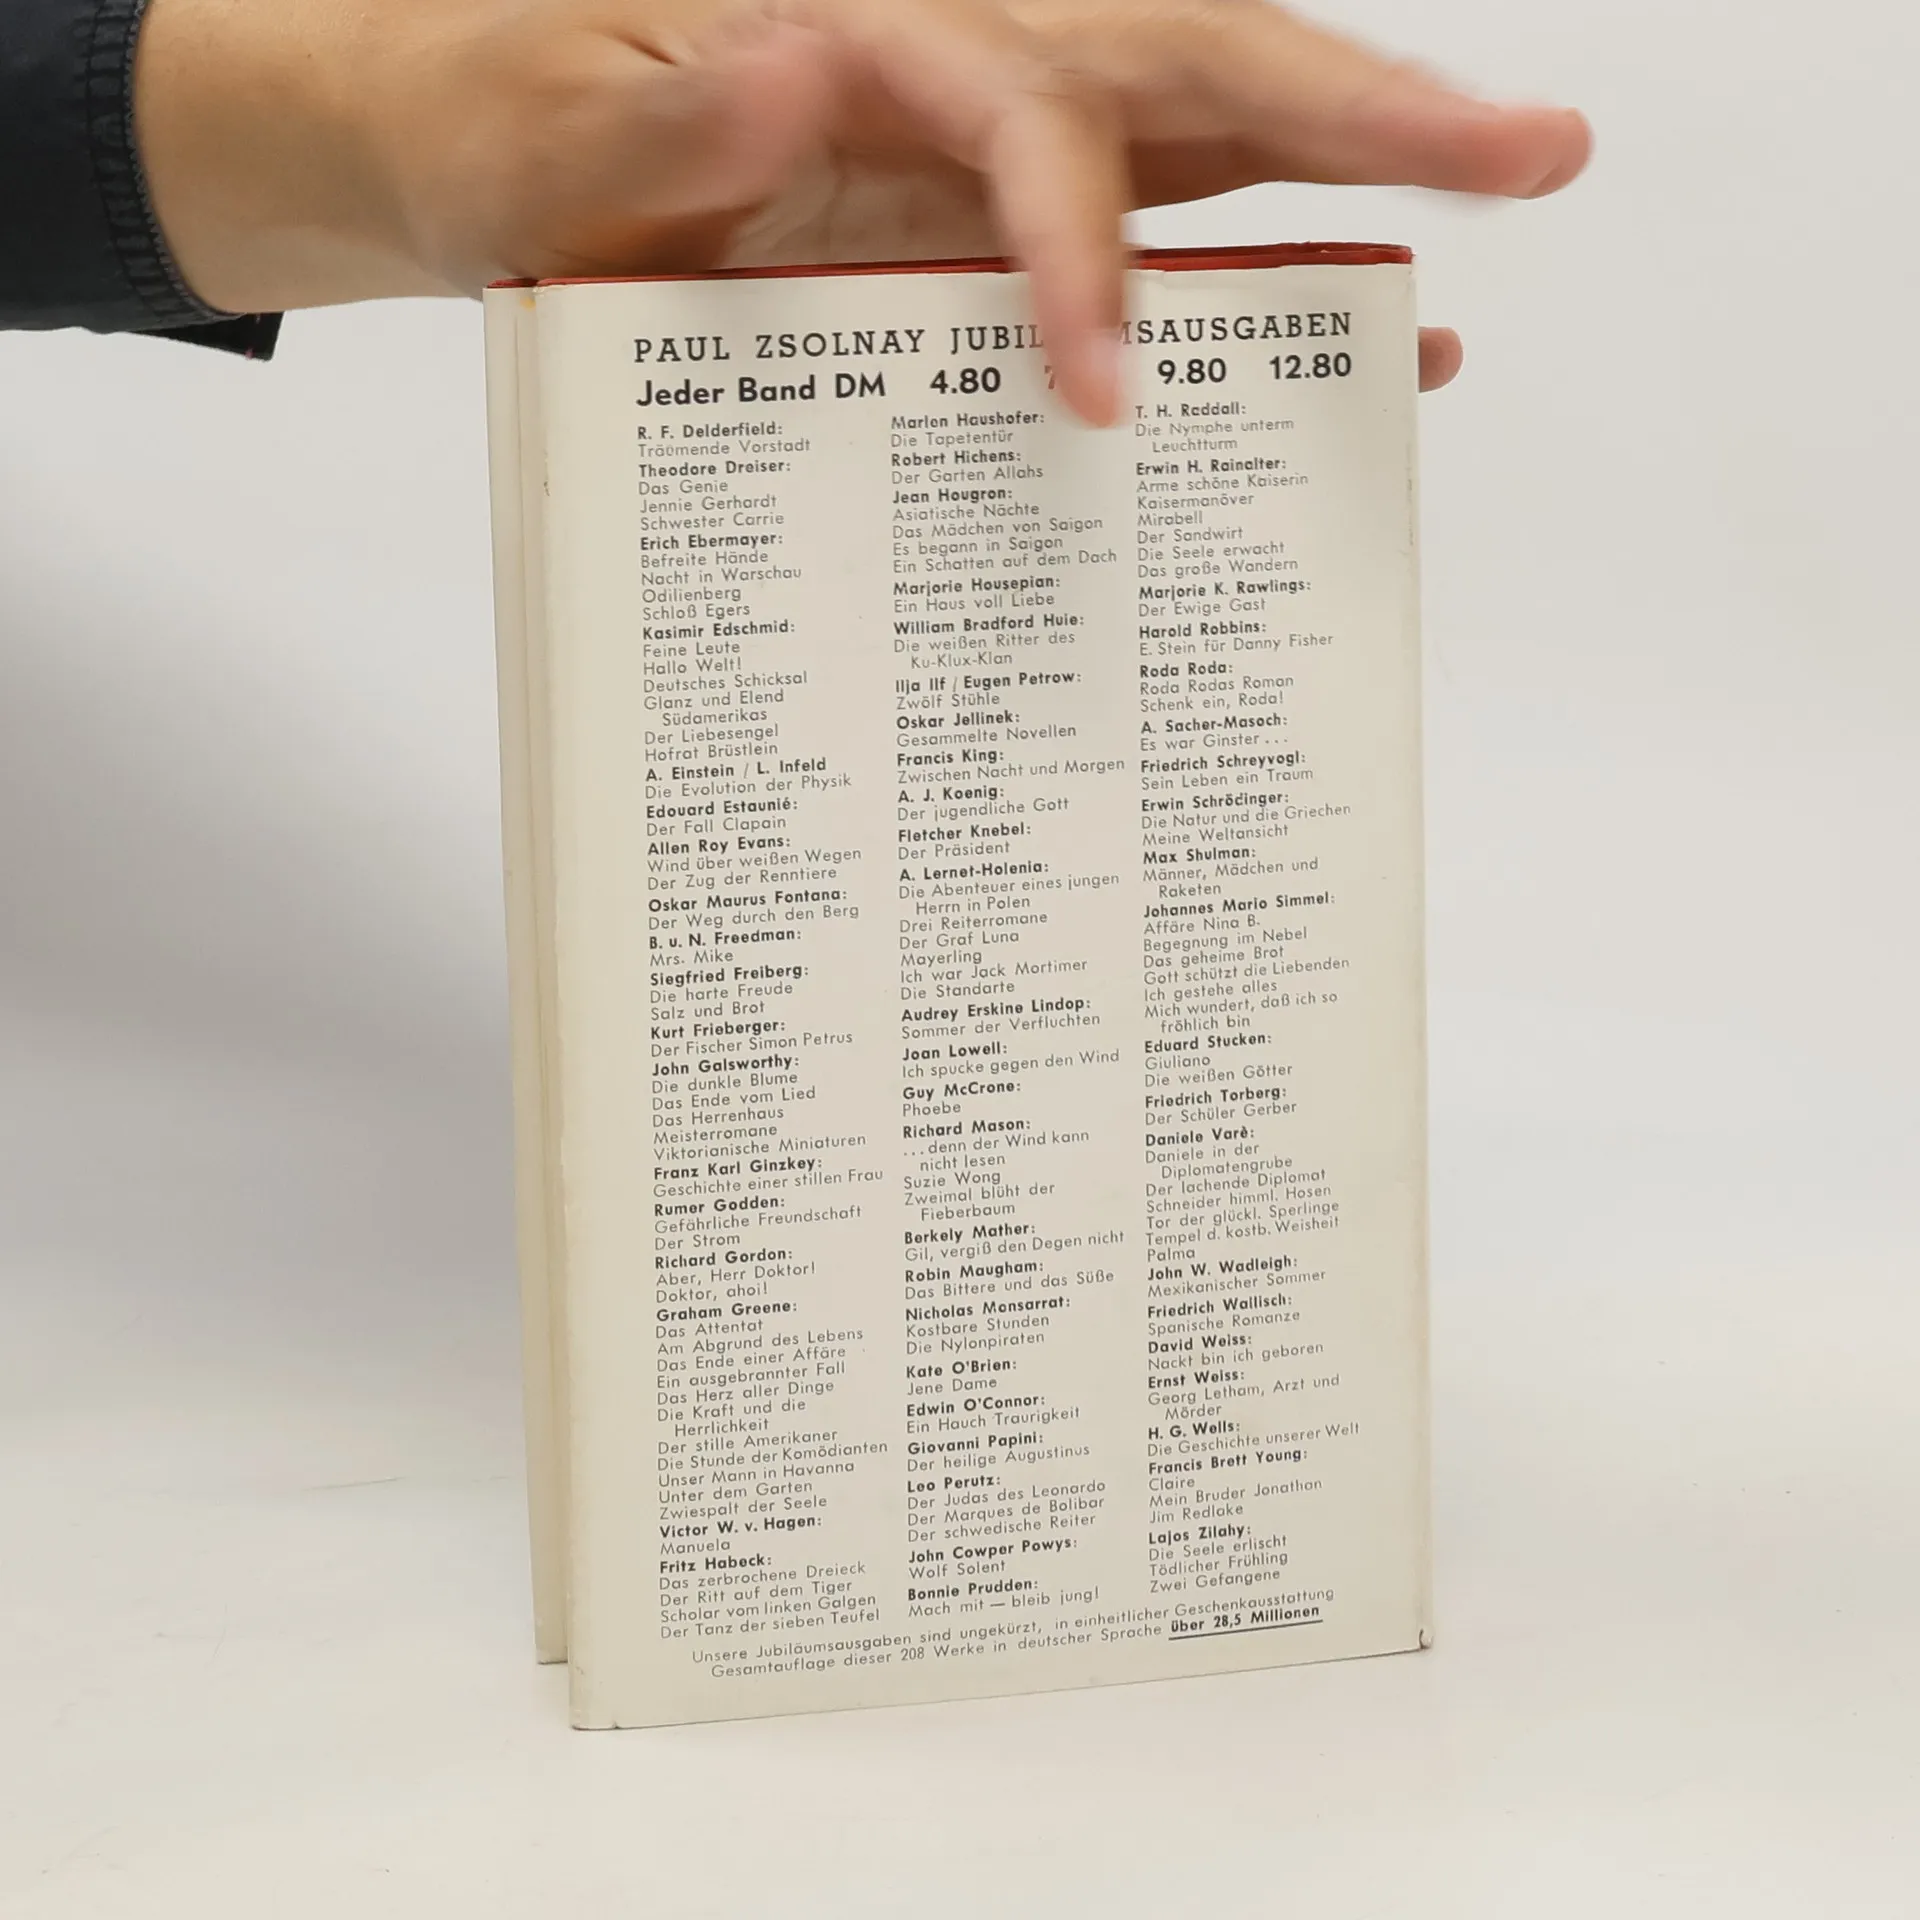 PAUL ZSOLNAY JUBIL MSAUSGABEN
Jeder Band DM 4.80 7 9.80 12.80
R. F. Delderfield:
Träumende Vorstadt
Theodore Dreiser:
Das Genie
Jennie Gerhardt
Schwester Carrie
Erich Ebermayer:
Befreite Hände
Nacht in Warschau
Odilienberg
Schloß Egers
Kasimir Edschmid:
Feine Leute
Hallo Welt!
Deutsches Schicksal
Glanz und Elend
Südamerikas
Der Liebesengel
Hofrat Brüstlein
A. Einstein / L. Infeld
Die Evolution der Physik
Edouard Estaunié:
Der Fall Clapain
Allen Roy Evans:
Wind über weißen Wegen
Der Zug der Renntiere
Oskar Maurus Fontana:
Der Weg durch den Berg
B. u. N. Freedman:
Mrs. Mike
Siegfried Freiberg:
Die harte Freude
Salz und Brot
Kurt Frieberger:
Der Fischer Simon Petrus
John Galsworthy:
Die dunkle Blume
Das Ende vom Lied
Das Herrenhaus
Meisterromane
Viktorianische Miniaturen
Franz Karl Ginzkey:
Geschichte einer stillen Frau
Rumer Godden:
Gefährliche Freundschaft
Der Strom
Richard Gordon:
Aber, Herr Doktor!
Doktor, ahoi!
Graham Greene:
Das Attentat
Am Abgrund des Lebens
Das Ende einer Affäre
Ein ausgebrannter Fall
Das Herz aller Dinge
Die Kraft und die
Herrlichkeit
Der stille Amerikaner
Die Stunde der Komödianten
Unser Mann in Havanna
Unter dem Garten
Zwiespalt der Seele
Victor W. v. Hagen:
Manuela
Fritz Habeck:
Das zerbrochene Dreieck
Der Ritt auf dem Tiger
Scholar vom linken Galgen
Der Tanz der sieben Teufel
Marlen Haushofer:
Die Tapetentür
Robert Hichens:
Der Garten Allahs
Jean Hougron:
Asiatische Nächte
Das Mädchen von Saigon
Es begann in Saigon
Ein Schatten auf dem Dach
Marjorie Housepian:
Ein Haus voll Liebe
William Bradford Huie:
Die weißen Ritter des
Ku-Klux-Klan
Ilja Ilf / Eugen Petrow:
Zwölf Stühle
Oskar Jellinek:
Gesammelte Novellen
Francis King:
Zwischen Nacht und Morgen
A. J. Koenig:
Der jugendliche Gott
Fletcher Knebel:
Der Präsident
A. Lernet-Holenia:
Die Abenteuer eines jungen
Herrn in Polen
Drei Reiterromane
Der Graf Luna
Mayerling
Ich war Jack Mortimer
Die Standarte
Audrey Erskine Lindop:
Sommer der Verfluchten
Joan Lowell:
Ich spucke gegen den Wind
Guy McCrone:
Phoebe
Richard Mason:
...denn der Wind kann
nicht lesen
Suzie Wong
Zweimal blüht der
Fieberbaum
Berkely Mather:
Gil, vergiß den Degen nicht
Robin Maugham:
Das Bittere und das Süße
Nicholas Monsarrat:
Kostbare Stunden
Die Nylonpiraten
Kate O'Brien:
Jene Dame
Edwin O'Connor:
Ein Hauch Traurigkeit
Giovanni Papini:
Der heilige Augustinus
Leo Perutz:
Der Judas des Leonardo
Der Marques de Bolibar
Der schwedische Reiter
John Cowper Powys:
Wolf Solent
Bonnie Prudden:
Mach mit — bleib jung!
T. H. Raddall:
Die Nymphe unterm
Leuchtturm
Erwin H. Rainalter:
Arme schöne Kaiserin
Kaisermanöver
Mirabell
Der Sandwirt
Die Seele erwacht
Das große Wandern
Marjorie K. Rawlings:
Der Ewige Gast
Harold Robbins:
E. Stein für Danny Fisher
Roda Roda:
Roda Rodas Roman
Schenk ein, Roda!
A. Sacher-Masoch:
Es war Ginster...
Friedrich Schreyvogl:
Sein Leben ein Traum
Erwin Schrödinger:
Die Natur und die Griechen
Meine Weltansicht
Max Shulman:
Männer, Mädchen und
Raketen
Johannes Mario Simmel:
Affäre Nina B.
Begegnung im Nebel
Das geheime Brot
Gott schützt die Liebenden
Ich gestehe alles
Mich wundert, daß ich so
fröhlich bin
Eduard Stucken:
Giuliano
Die weißen Götter
Friedrich Torberg:
Der Schüler Gerber
Daniele Varè:
Daniele in der
Diplomatengrube
Der lachende Diplomat
Schneider himml. Hosen
Tor der glückl. Sperlinge
Tempel d. kostb. Weisheit
Palma
John W. Wadleigh:
Mexikanischer Sommer
Friedrich Wallisch:
Spanische Romanze
David Weiss:
Nackt bin ich geboren
Ernst Weiss:
Georg Letham, Arzt und
Mörder
H. G. Wells:
Die Geschichte unserer Welt
Francis Brett Young:
Claire
Mein Bruder Jonathan
Jim Redlake
Lajos Zilahy:
Die Seele erlischt
Tödlicher Frühling
Zwei Gefangene
Unsere Jubiläumsausgaben sind ungekürzt, in einheitlicher Geschenkausstattung
Gesamtauflage dieser 208 Werke in deutscher Sprache über 28,5 Millionen